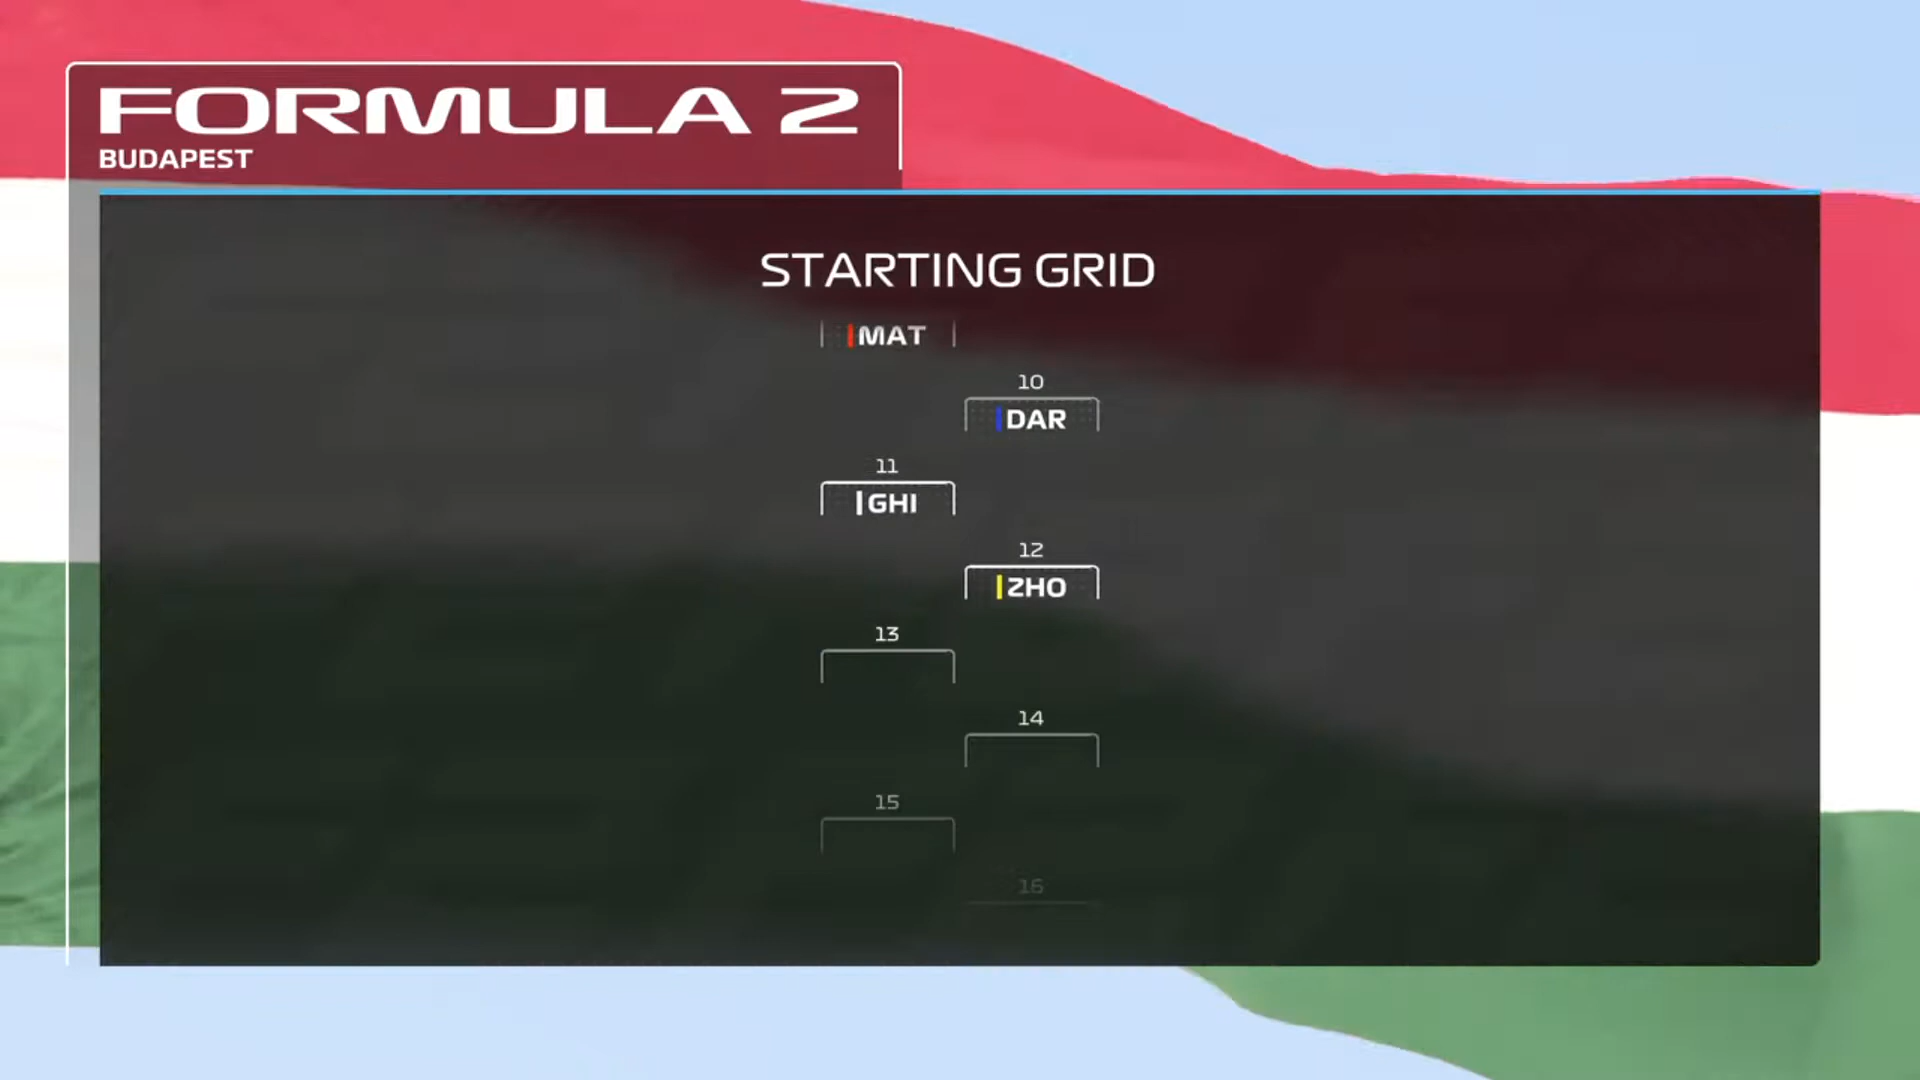 FORMULA 2
BUDAPEST
STARTING GRID
MAT
10
DAR
11
GHI
12
ZHO
13
14
15
16